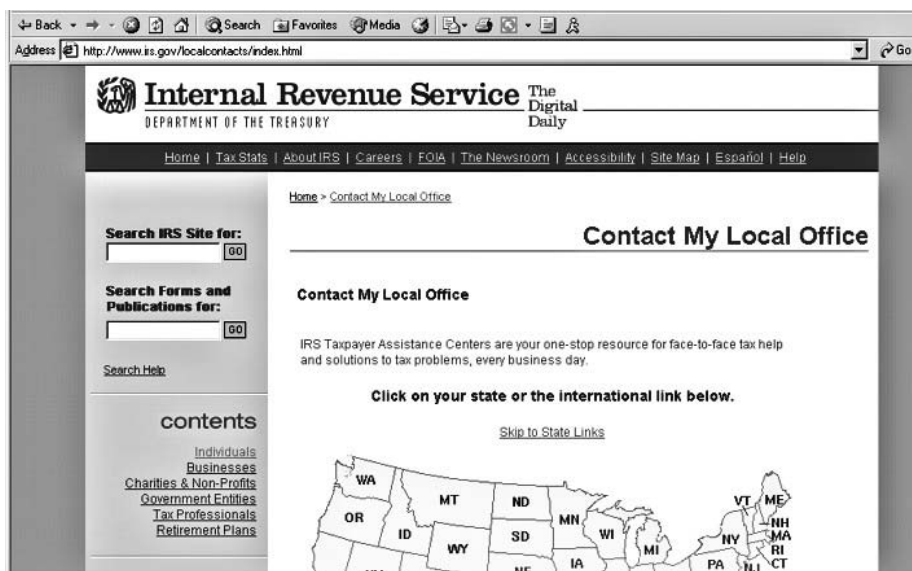 Back Search Favorites Media
Address http://www.irs.gov/localcontacts/index.html Go
Internal Revenue Service The
Digital
Daily
DEPARTMENT OF THE TREASURY
Home | Tax Stats | About IRS | Careers | FOIA | The Newsroom | Accessibility | Site Map | Español | Help
Home > Contact My Local Office
Contact My Local Office
Search IRS Site for:
GO
Search Forms and
Publications for:
GO
Search Help
contents
Individuals
Businesses
Charities & Non-Profits
Government Entities
Tax Professionals
Retirement Plans
Contact My Local Office
IRS Taxpayer Assistance Centers are your one-stop resource for face-to-face tax help
and solutions to tax problems, every business day.
Click on your state or the international link below.
Skip to State Links
WA MT ND VT ME
OR ID MN NH
WY SD WI MI NY MA
RI
IA PA NJ CT